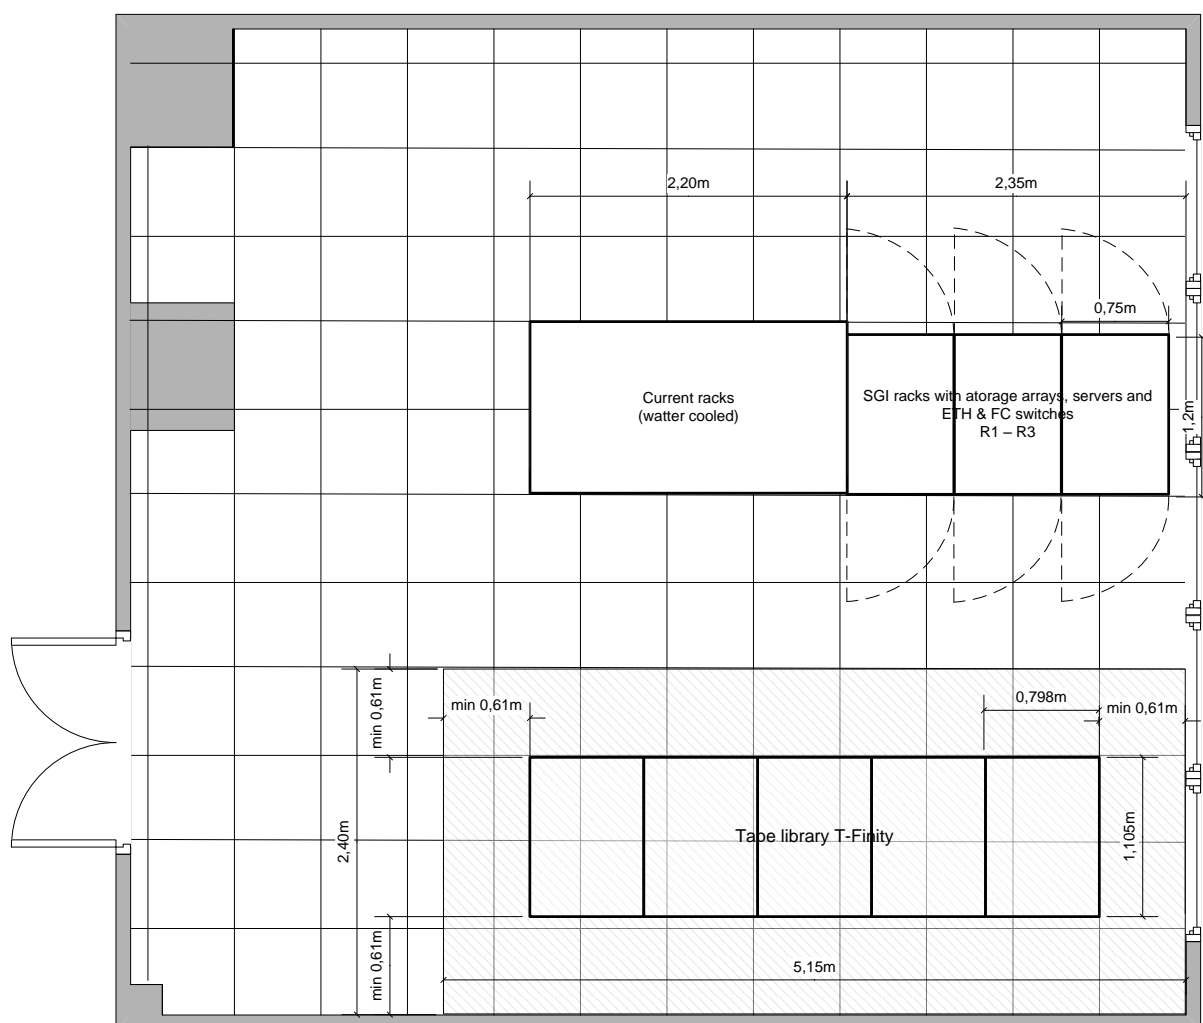 2,20m
2,35m
0,75m
Current racks
(watter cooled)
SGI racks with atorage arrays, servers and
ETH & FC switches
R1 – R3
1,2m
min 0,61m
min 0,61m
0,798m
min 0,61m
2,40m
Tape library T-Finity
1,105m
min 0,61m
5,15m